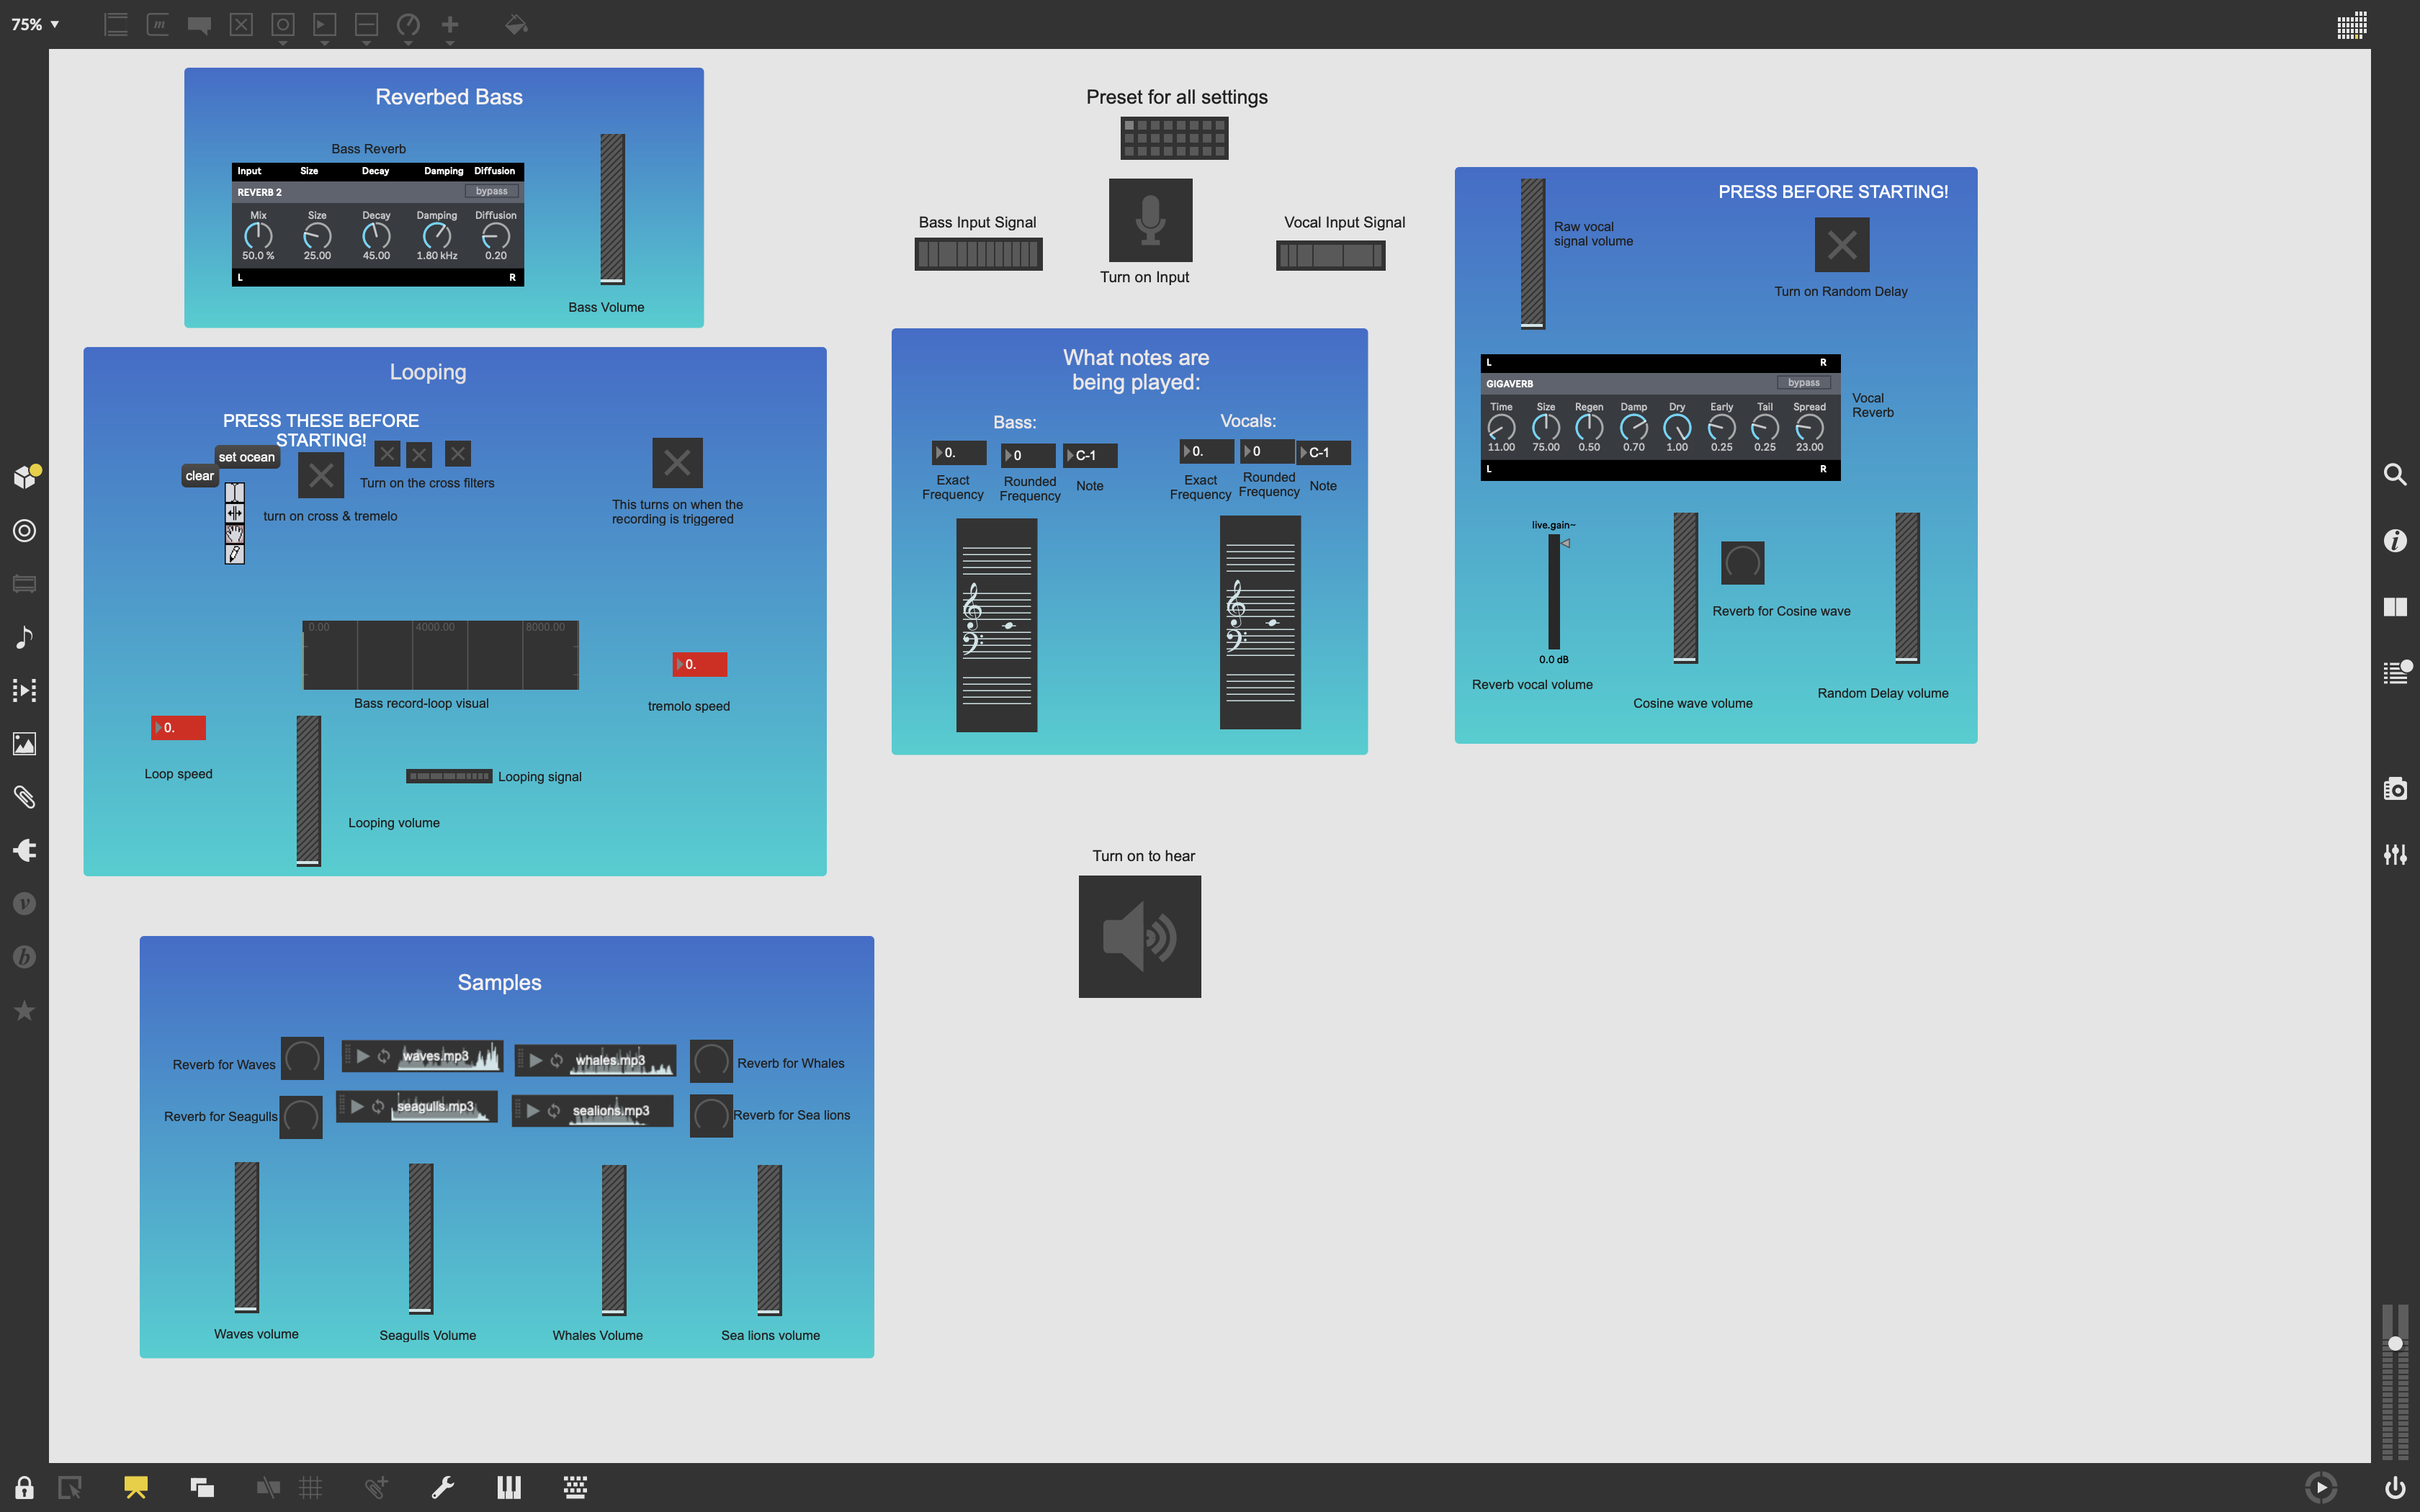 75%
m
Reverbed Bass
Bass Reverb
Input Size Decay Damping Diffusion
REVERB 2 bypass
Mix Size Decay Damping Diffusion
50.0 % 25.00 45.00 1.80 kHz 0.20
L R
Bass Volume
Preset for all settings
Bass Input Signal
Turn on Input
Vocal Input Signal
PRESS BEFORE STARTING!
Raw vocal
signal volume
Turn on Random Delay
L R
GIGAVERB bypass
Time Size Regen Damp Dry Early Tail Spread
11.00 75.00 0.50 0.70 1.00 0.25 0.25 23.00
L R
Vocal
Reverb
live.gain~
0.0 dB
Reverb vocal volume
Reverb for Cosine wave
Cosine wave volume
Random Delay volume
Looping
PRESS THESE BEFORE
STARTING!
set ocean
clear
Turn on the cross filters
turn on cross & tremelo
This turns on when the
recording is triggered
0.00 4000.00 8000.00
Bass record-loop visual
0.
tremolo speed
0.
Loop speed
Looping signal
Looping volume
What notes are
being played:
Bass:
0. 0 C-1
Exact
Frequency
Rounded
Frequency
Note
Vocals:
0. 0 C-1
Exact
Frequency
Rounded
Frequency
Note
Turn on to hear
Samples
Reverb for Waves
waves.mp3
whales.mp3
Reverb for Whales
Reverb for Seagulls
seagulls.mp3
sealions.mp3
Reverb for Sea lions
Waves volume
Seagulls Volume
Whales Volume
Sea lions volume
i
v
b